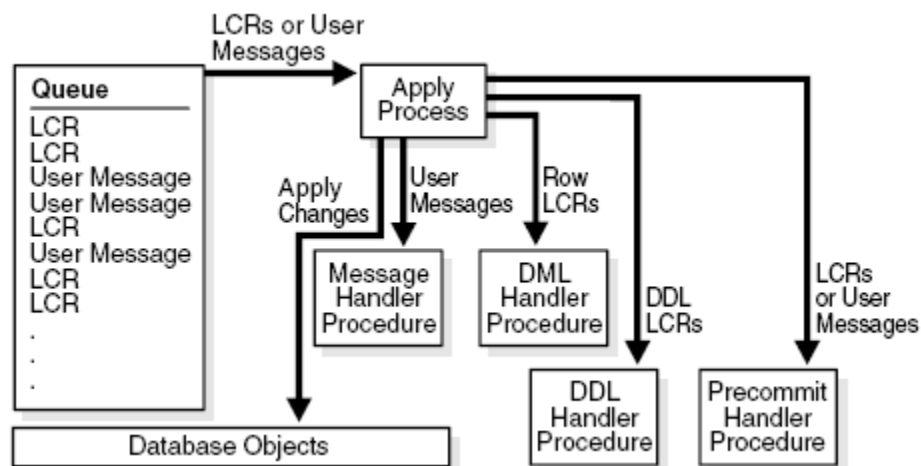 LCRs or User
Messages
Queue
LCR
LCR
User Message
User Message
LCR
User Message
LCR
LCR
.
.
.
Apply
Process
Apply
Changes
User
Messages
Row
LCRs
DDL
LCRs
LCRs
or User
Messages
Message
Handler
Procedure
DML
Handler
Procedure
DDL
Handler
Procedure
Precommit
Handler
Procedure
Database Objects